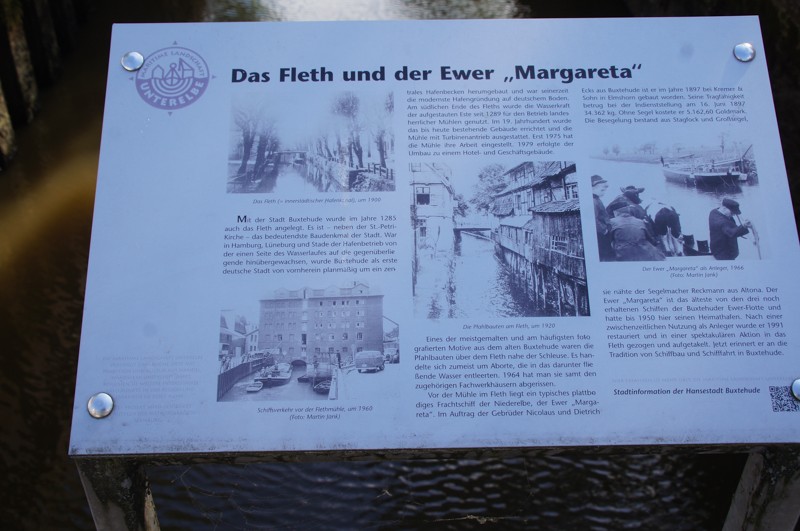 MARITIME LANDSCHAFT
UNTERELBE
Das Fleth und der Ewer „Margareta“
Das Fleth (= innerstädtischer Hafenkanal), um 1930
Mit der Stadt Buxtehude wurde im Jahre 1285
auch das Fleth angelegt. Es ist – neben der St.-Petri-
Kirche – das bedeutendste Baudenkmal der Stadt. War
in Hamburg, Lüneburg und Stade der Hafenbetrieb von
der einen Seite des Wasserlaufes auf die gegenüberlie
gende hinübergewachsen, wurde Buxtehude als erste
deutsche Stadt von vornherein planmäßig um ein zen
Schiffsverkehr vor der Flethmühle, um 1960
(Foto: Martin Jank)
trales Hafenbecken herumgebaut und war seinerzeit
die modernste Hafengründung auf deutschem Boden.
Am südlichen Ende des Fleths wurde die Wasserkraft
der aufgestauten Este seit 1289 für den Betrieb landes
herrlicher Mühlen genutzt. Im 19. Jahrhundert wurde
das bis heute bestehende Gebäude errichtet und die
Mühle mit Turbinenantrieb ausgestattet. Erst 1975 hat
die Mühle ihre Arbeit eingestellt. 1979 erfolgte der
Umbau zu einem Hotel- und Geschäftsgebäude.
Die Pfahlbauten am Fleth, um 1920
Eines der meistgemalten und am häufigsten foto
grafierten Motive aus dem alten Buxtehude waren die
Pfahlbauten über dem Fleth nahe der Schleuse. Es han
delte sich zumeist um Aborte, die in das darunter flie
ßende Wasser entleerten. 1964 hat man sie samt den
zugehörigen Fachwerkhäusern abgerissen.
Vor der Mühle im Fleth liegt ein typisches plattbo
diges Frachtschiff der Niederelbe, der Ewer „Marga-
reta“. Im Auftrag der Gebrüder Nicolaus und Dietrich
Ecks aus Buxtehude ist er im Jahre 1897 bei Kremer &
Sohn in Elmshorn gebaut worden. Seine Tragfähigkeit
betrug bei der Indienststellung am 16. Juni 1897
34.362 kg. Ohne Segel kostete er 5.162,60 Goldmark.
Die Besegelung bestand aus Stagfock und Großsegel,
Der Ewer „Margareta“ als Anleger, 1966
(Foto: Martin Jank)
sie nähte der Segelmacher Reckmann aus Altona. Der
Ewer „Margareta“ ist das älteste von den drei noch
erhaltenen Schiffen der Buxtehuder Ewer-Flotte und
hatte bis 1950 hier seinen Heimathafen. Nach einer
zwischenzeitlichen Nutzung als Anleger wurde er 1991
restauriert und in einer spektakulären Aktion in das
Fleth gezogen und aufgetakelt. Jetzt erinnert er an die
Tradition von Schiffbau und Schifffahrt in Buxtehude.
Stadtinformation der Hansestadt Buxtehude